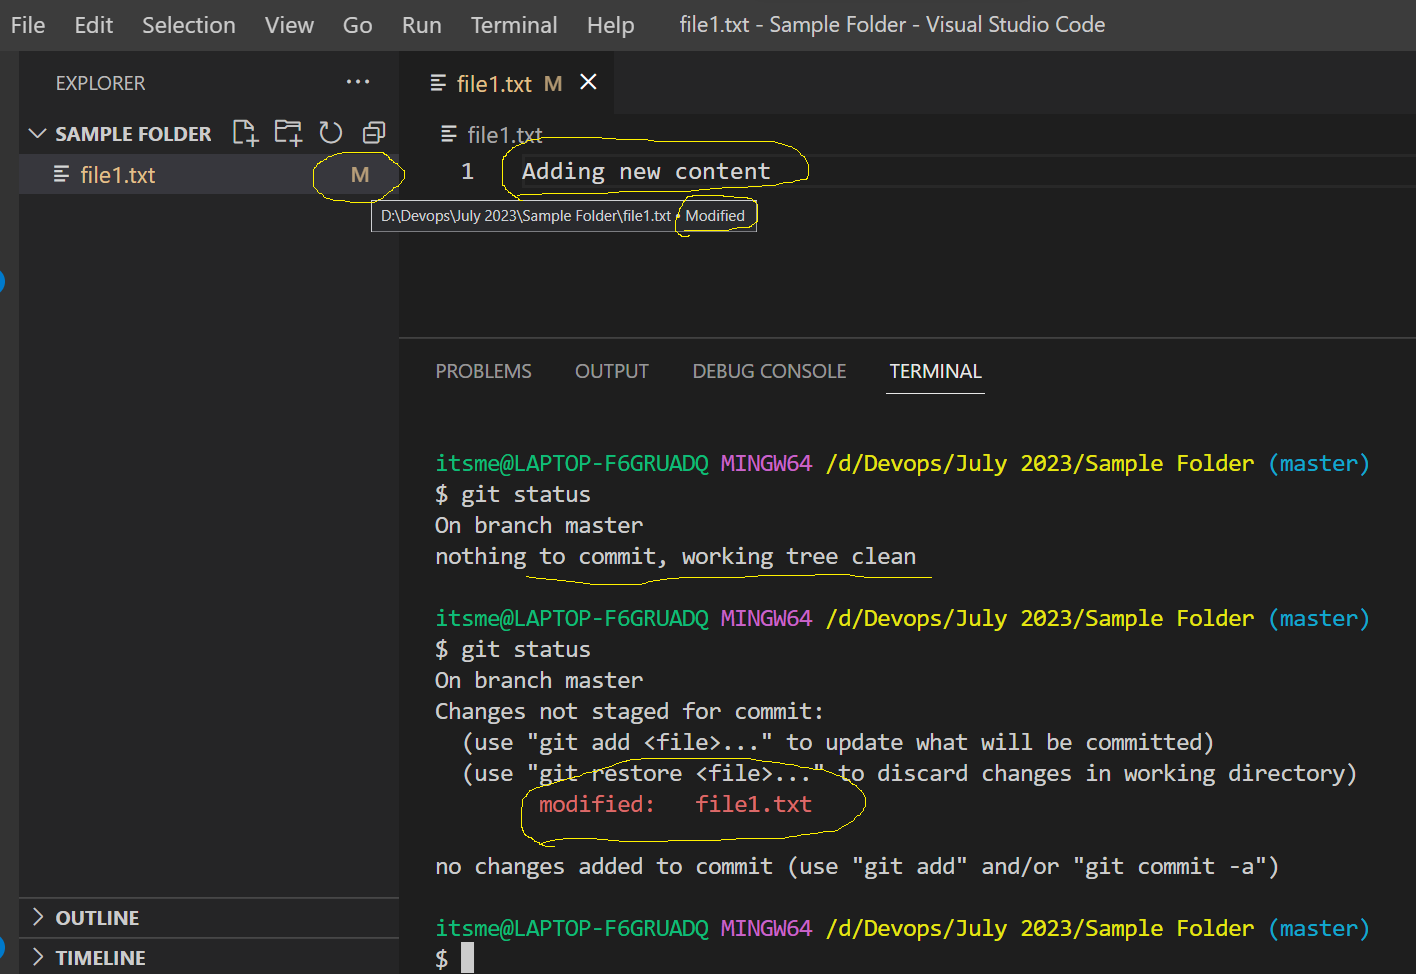 File Edit Selection View Go Run Terminal Help file1.txt - Sample Folder - Visual Studio Code
EXPLORER ···
SAMPLE FOLDER
file1.txt M
file1.txt M
file1.txt
1 Adding new content
D:\Devops\July 2023\Sample Folder\file1.txt • Modified
PROBLEMS OUTPUT DEBUG CONSOLE TERMINAL
itsme@LAPTOP-F6GRUADQ MINGW64 /d/Devops/July 2023/Sample Folder (master)
$ git status
On branch master
nothing to commit, working tree clean
itsme@LAPTOP-F6GRUADQ MINGW64 /d/Devops/July 2023/Sample Folder (master)
$ git status
On branch master
Changes not staged for commit:
(use "git add <file>..." to update what will be committed)
(use "git restore <file>..." to discard changes in working directory)
modified: file1.txt
no changes added to commit (use "git add" and/or "git commit -a")
itsme@LAPTOP-F6GRUADQ MINGW64 /d/Devops/July 2023/Sample Folder (master)
$
OUTLINE
TIMELINE